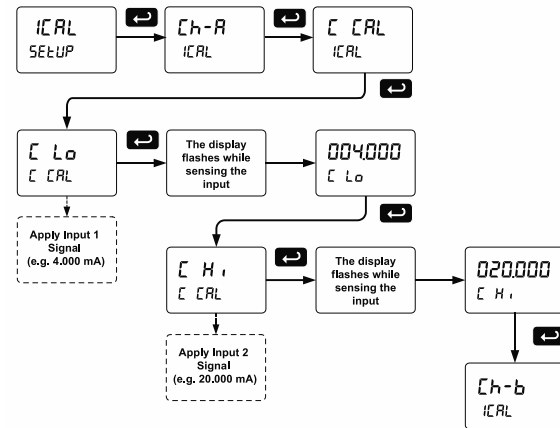 ICAL
SEtUP
Ch-A
ICAL
C CAL
ICAL
C Lo
C CAL
The display
flashes while
sensing the
input
004.000
C Lo
Apply Input 1
Signal
(e.g. 4.000 mA)
C Hi
C CAL
The display
flashes while
sensing the
input
020.000
C Hi
Apply Input 2
Signal
(e.g. 20.000 mA)
Ch-b
ICAL